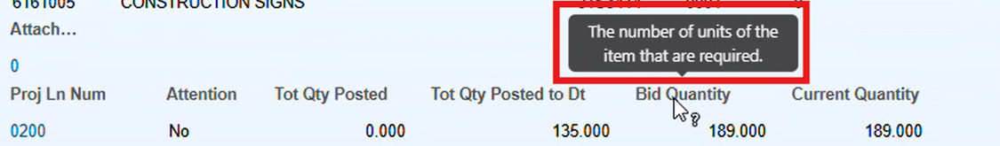 6161005 CONSTRUCTION SIGNS
Attach...
The number of units of the
item that are required.
0
Proj Ln Num Attention Tot Qty Posted Tot Qty Posted to Dt Bid Quantity Current Quantity
0200 No 0.000 135.000 189.000 189.000